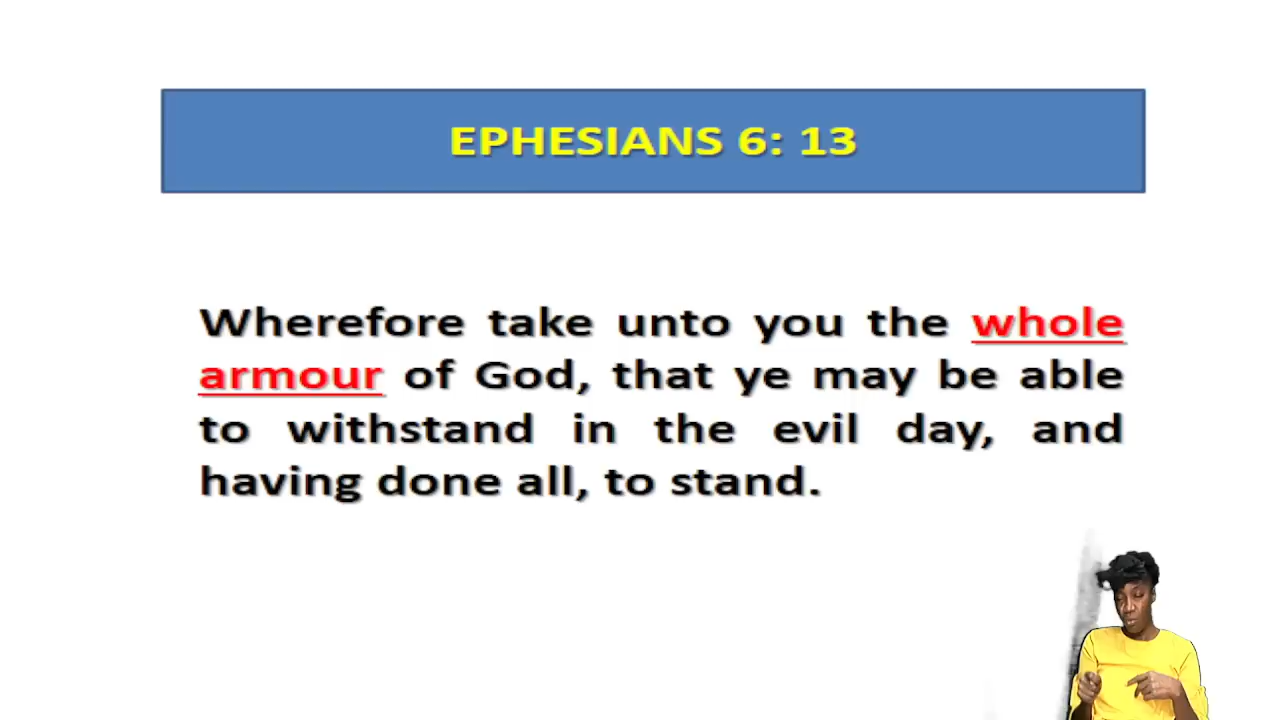 EPHESIANS 6: 13
Wherefore take unto you the whole
armour of God, that ye may be able
to withstand in the evil day, and
having done all, to stand.